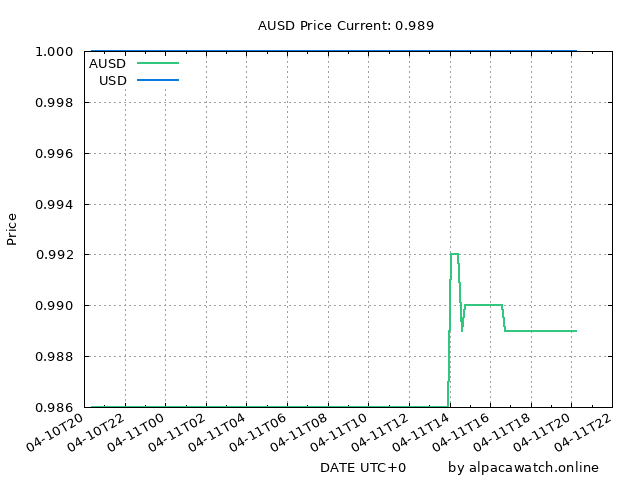 AUSD Price Current: 0.989
1.000
AUSD
USD
0.998
0.996
0.994
Price
0.992
0.990
0.988
0.986
04-10T20 04-10T22 04-11T00 04-11T02 04-11T04 04-11T06 04-11T08 04-11T10 04-11T12 04-11T14 04-11T16 04-11T18 04-11T20 04-11T22
DATE UTC+0 by alpacawatch.online